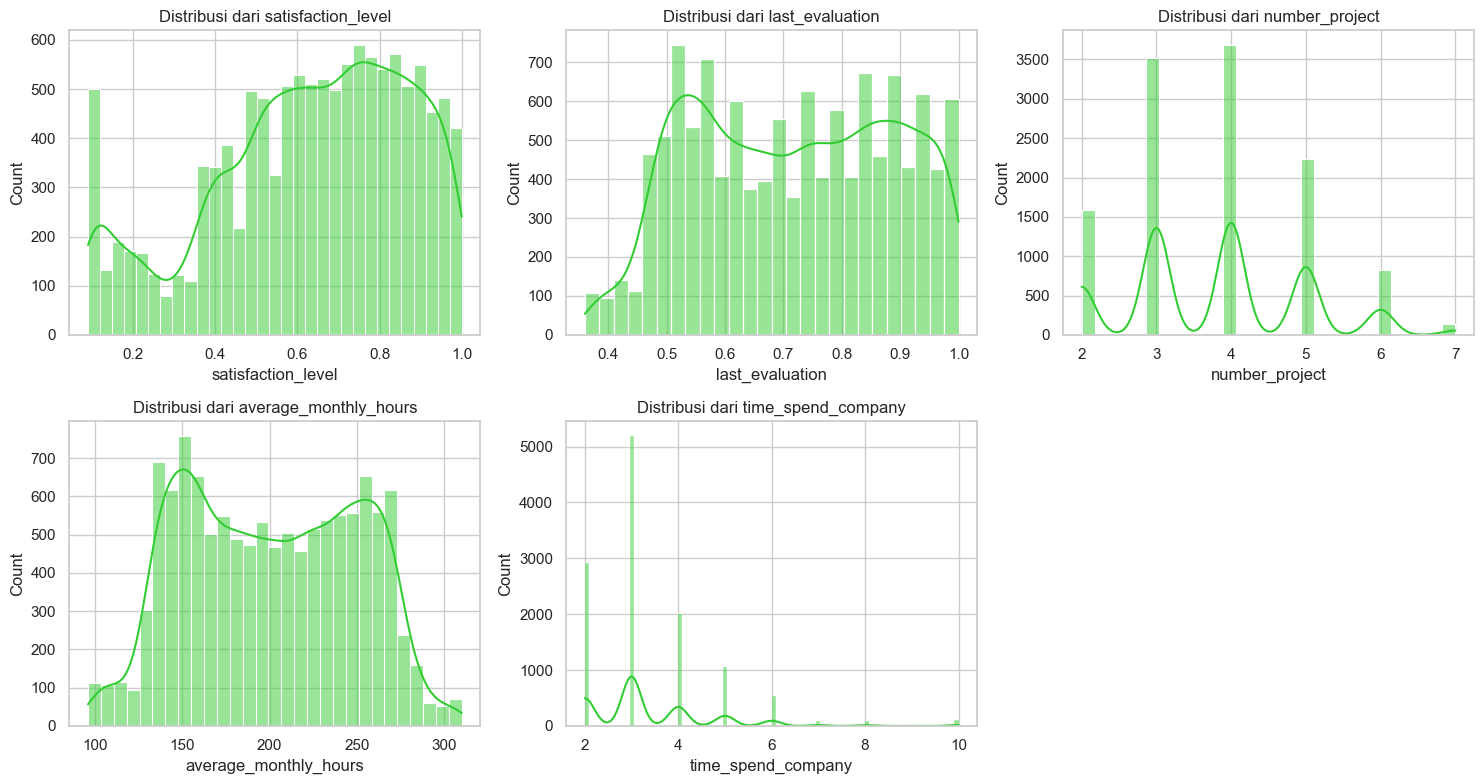 Distribusi dari satisfaction_level
600
500
400
300
200
100
0
Count
0.2 0.4 0.6 0.8 1.0
satisfaction_level
Distribusi dari last_evaluation
700
600
500
400
300
200
100
0
Count
0.4 0.5 0.6 0.7 0.8 0.9 1.0
last_evaluation
Distribusi dari number_project
3500
3000
2500
2000
1500
1000
500
0
Count
2 3 4 5 6 7
number_project
Distribusi dari average_monthly_hours
700
600
500
400
300
200
100
0
Count
100 150 200 250 300
average_monthly_hours
Distribusi dari time_spend_company
5000
4000
3000
2000
1000
0
Count
2 4 6 8 10
time_spend_company